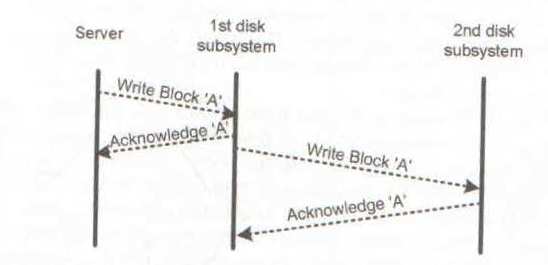 Server
1st disk
subsystem
2nd disk
subsystem
Write Block 'A'
Acknowledge 'A'
Write Block 'A'
Acknowledge 'A'